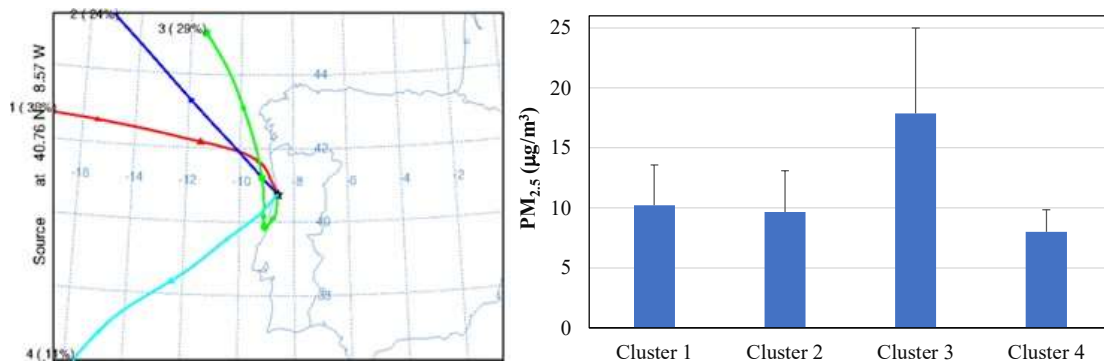 2 ( 24%)
3 ( 29%)
1 ( 36%)
4 ( 11%)
Source at 40.76 N 8.57 W
44
42
-16 -14 -12 -10 -8 -6 -4 -2
40
38
PM2.5 (µg/m³)
25
20
15
10
5
0
Cluster 1 Cluster 2 Cluster 3 Cluster 4